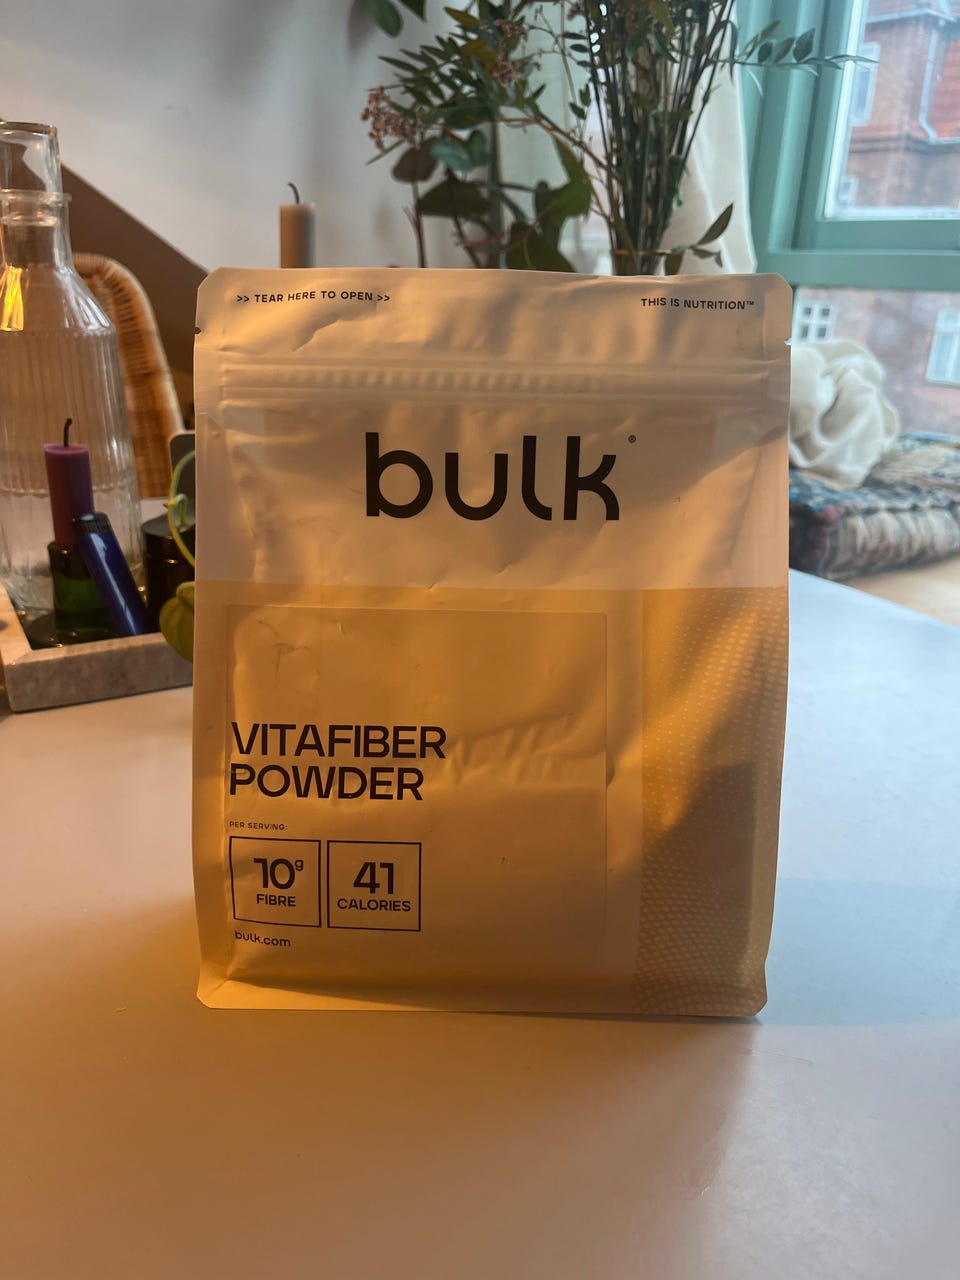 >> TEAR HERE TO OPEN >>
THIS IS NUTRITION™
bulk®
VITAFIBER
POWDER
PER SERVING:
10g
FIBRE
41
CALORIES
bulk.com